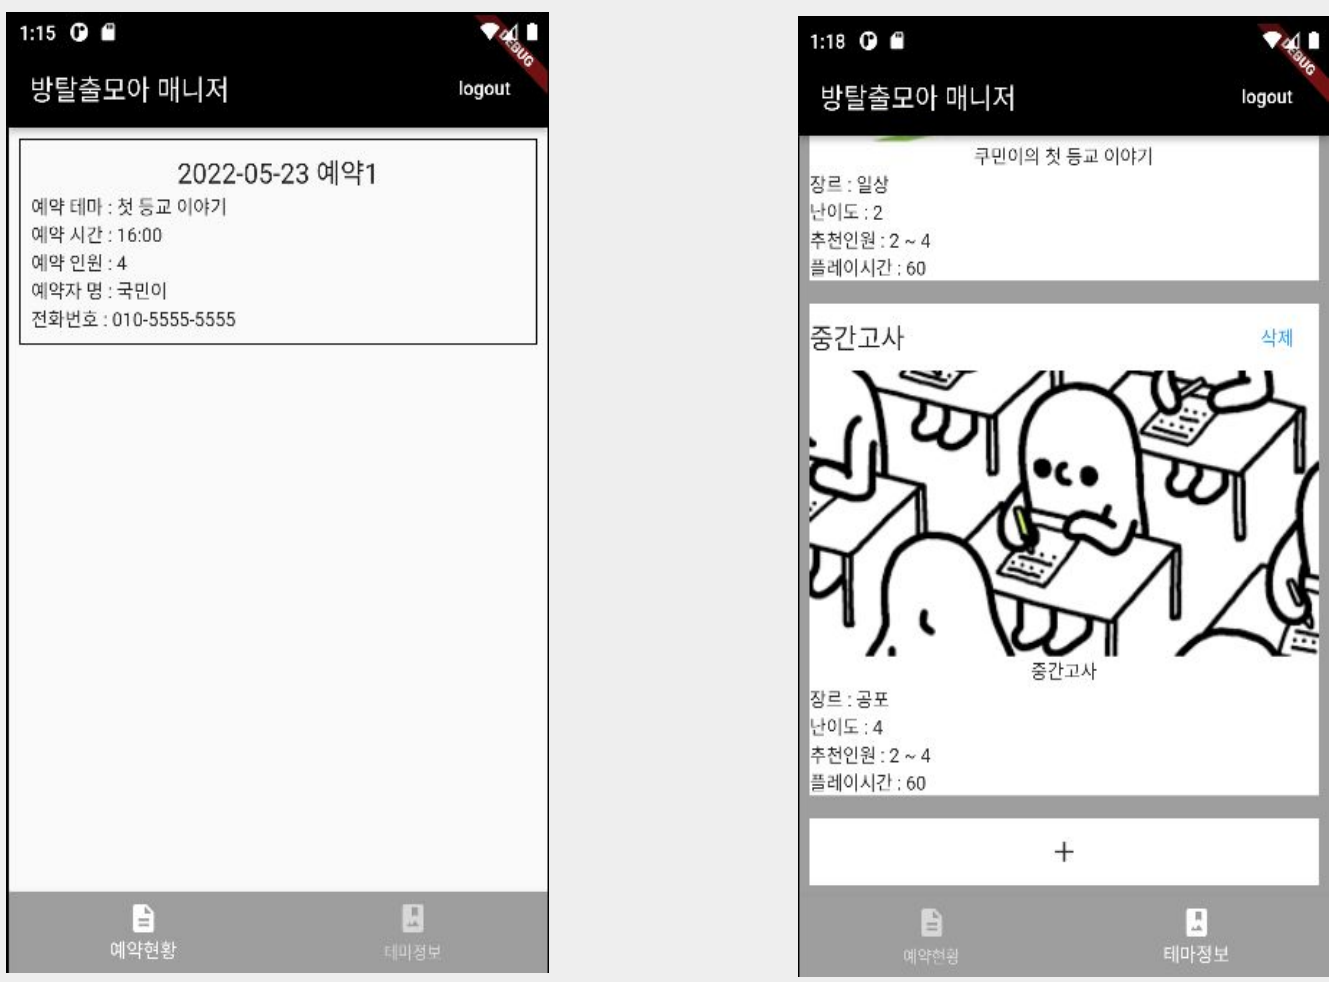 1:15
DEBUG
방탈출모아 매니저
logout
2022-05-23 예약1
예약 테마 : 첫 등교 이야기
예약 시간 : 16:00
예약 인원 : 4
예약자 명 : 국민이
전화번호 : 010-5555-5555
예약현황
테마정보
1:18
DEBUG
방탈출모아 매니저
logout
쿠민이의 첫 등교 이야기
장르 : 일상
난이도 : 2
추천인원 : 2 ~ 4
플레이시간 : 60
중간고사
삭제
중간고사
장르 : 공포
난이도 : 4
추천인원 : 2 ~ 4
플레이시간 : 60
+
예약현황
테마정보